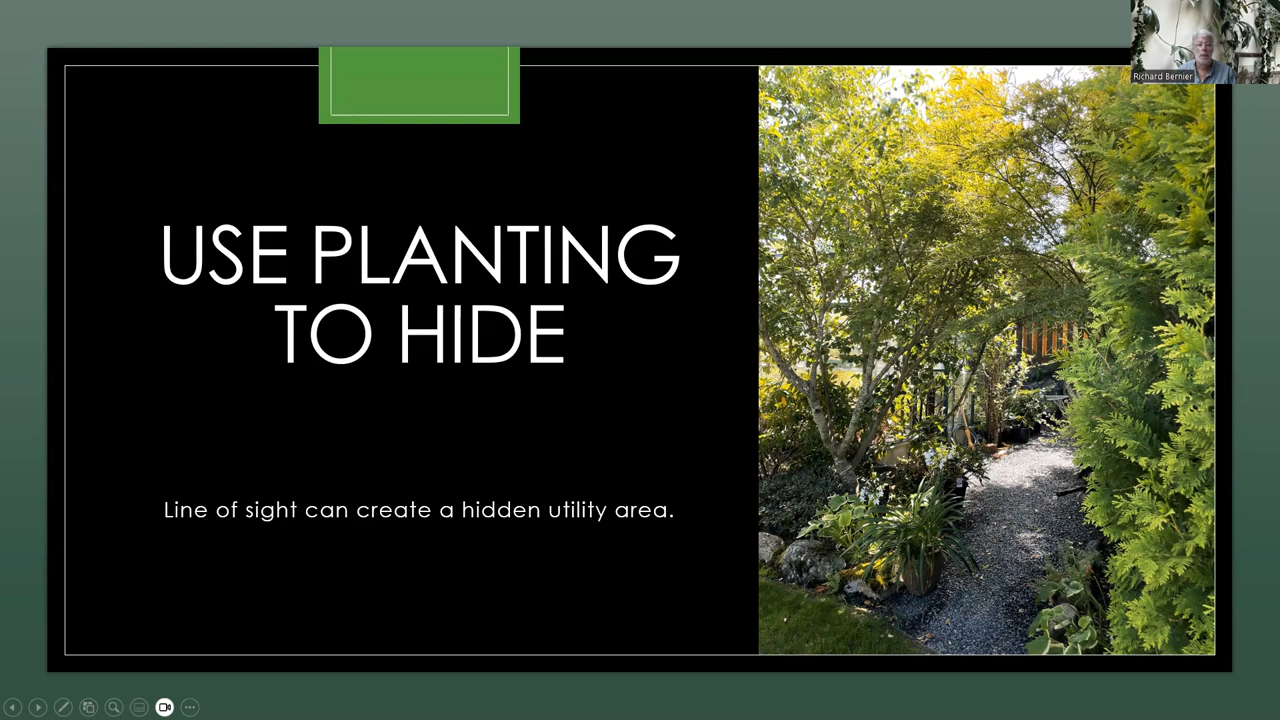 Richard Bernier
USE PLANTING
TO HIDE
Line of sight can create a hidden utility area.